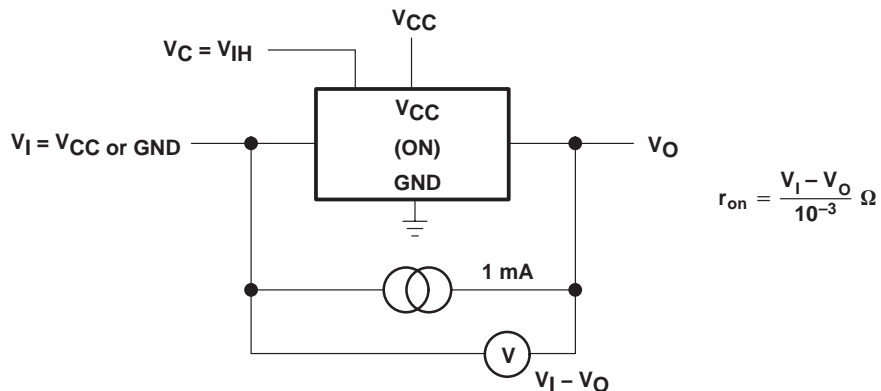 VCC
VC = VIH
VCC
VI = VCC or GND
(ON)
VO
GND
ron = VI – VO / 10–3 Ω
1 mA
V
VI – VO